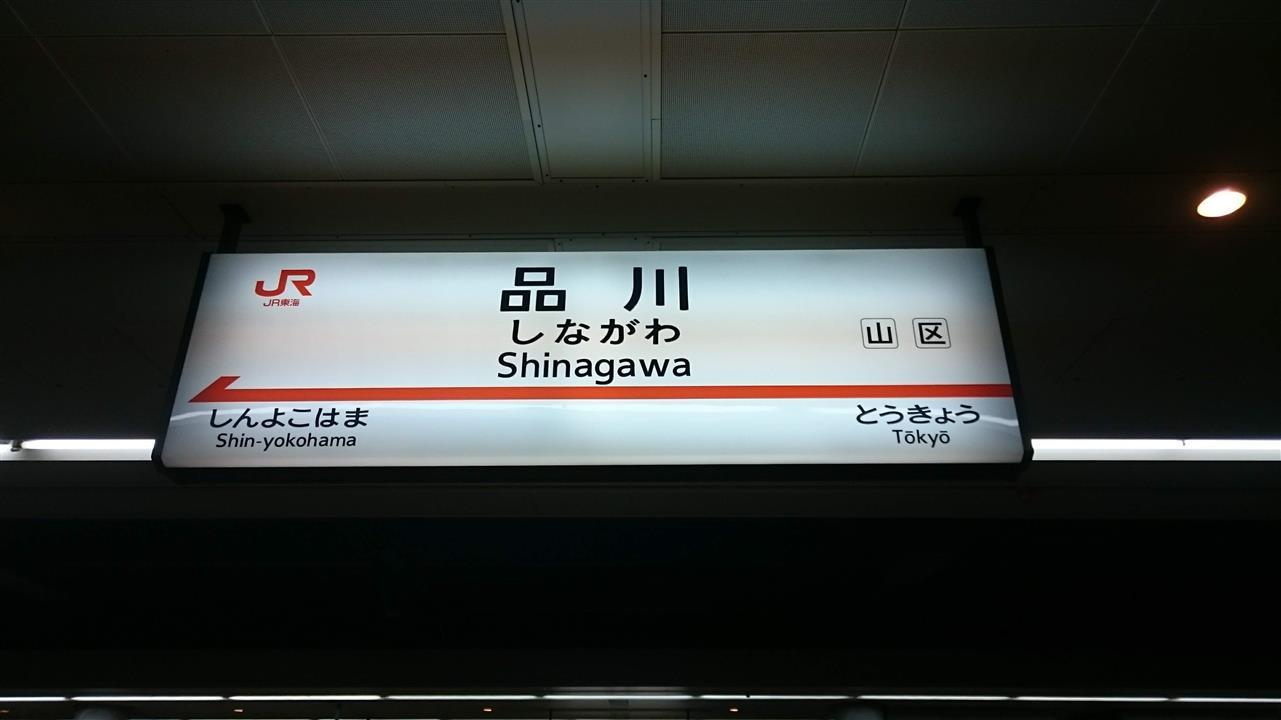 JR
JR東海
品川
しながわ
Shinagawa
山 区
しんよこはま
Shin-yokohama
とうきょう
Tōkyō